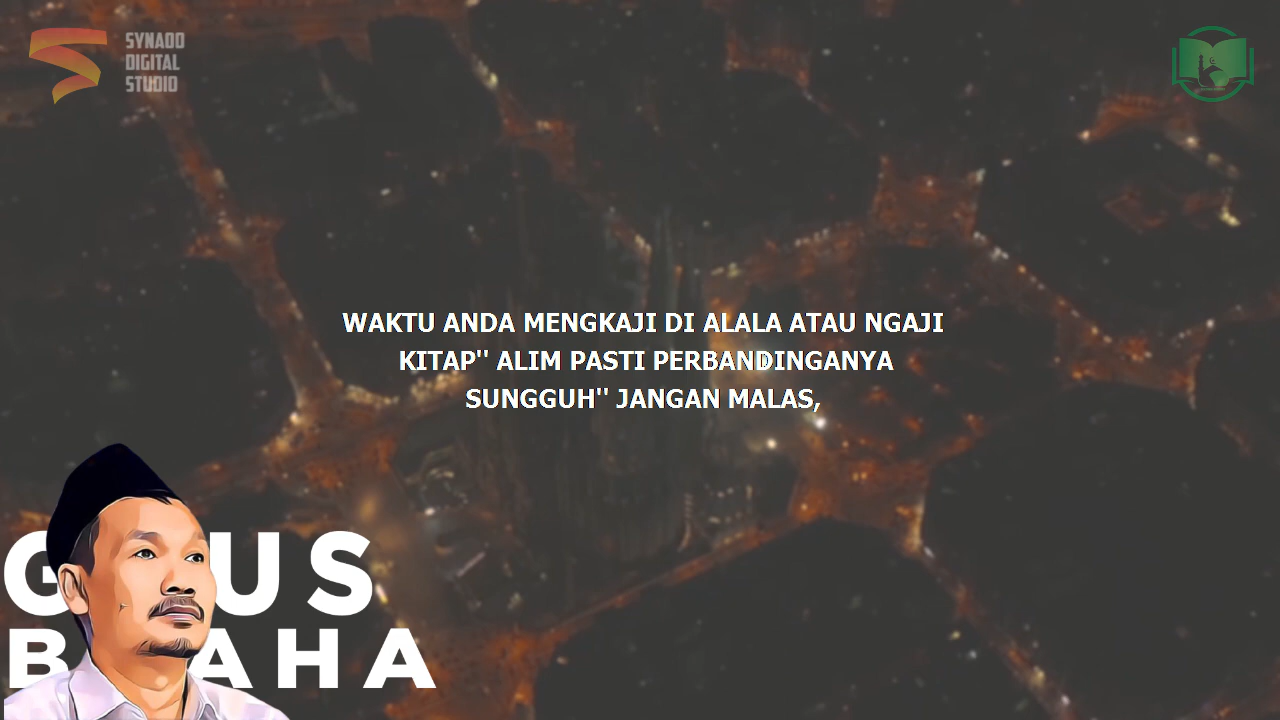 SYNADO
DIGITAL
STUDIO
WAKTU ANDA MENGKAJI DI ALALA ATAU NGAJI
KITAP'' ALIM PASTI PERBANDINGANYA
SUNGGUH'' JANGAN MALAS,
G US
B AHA